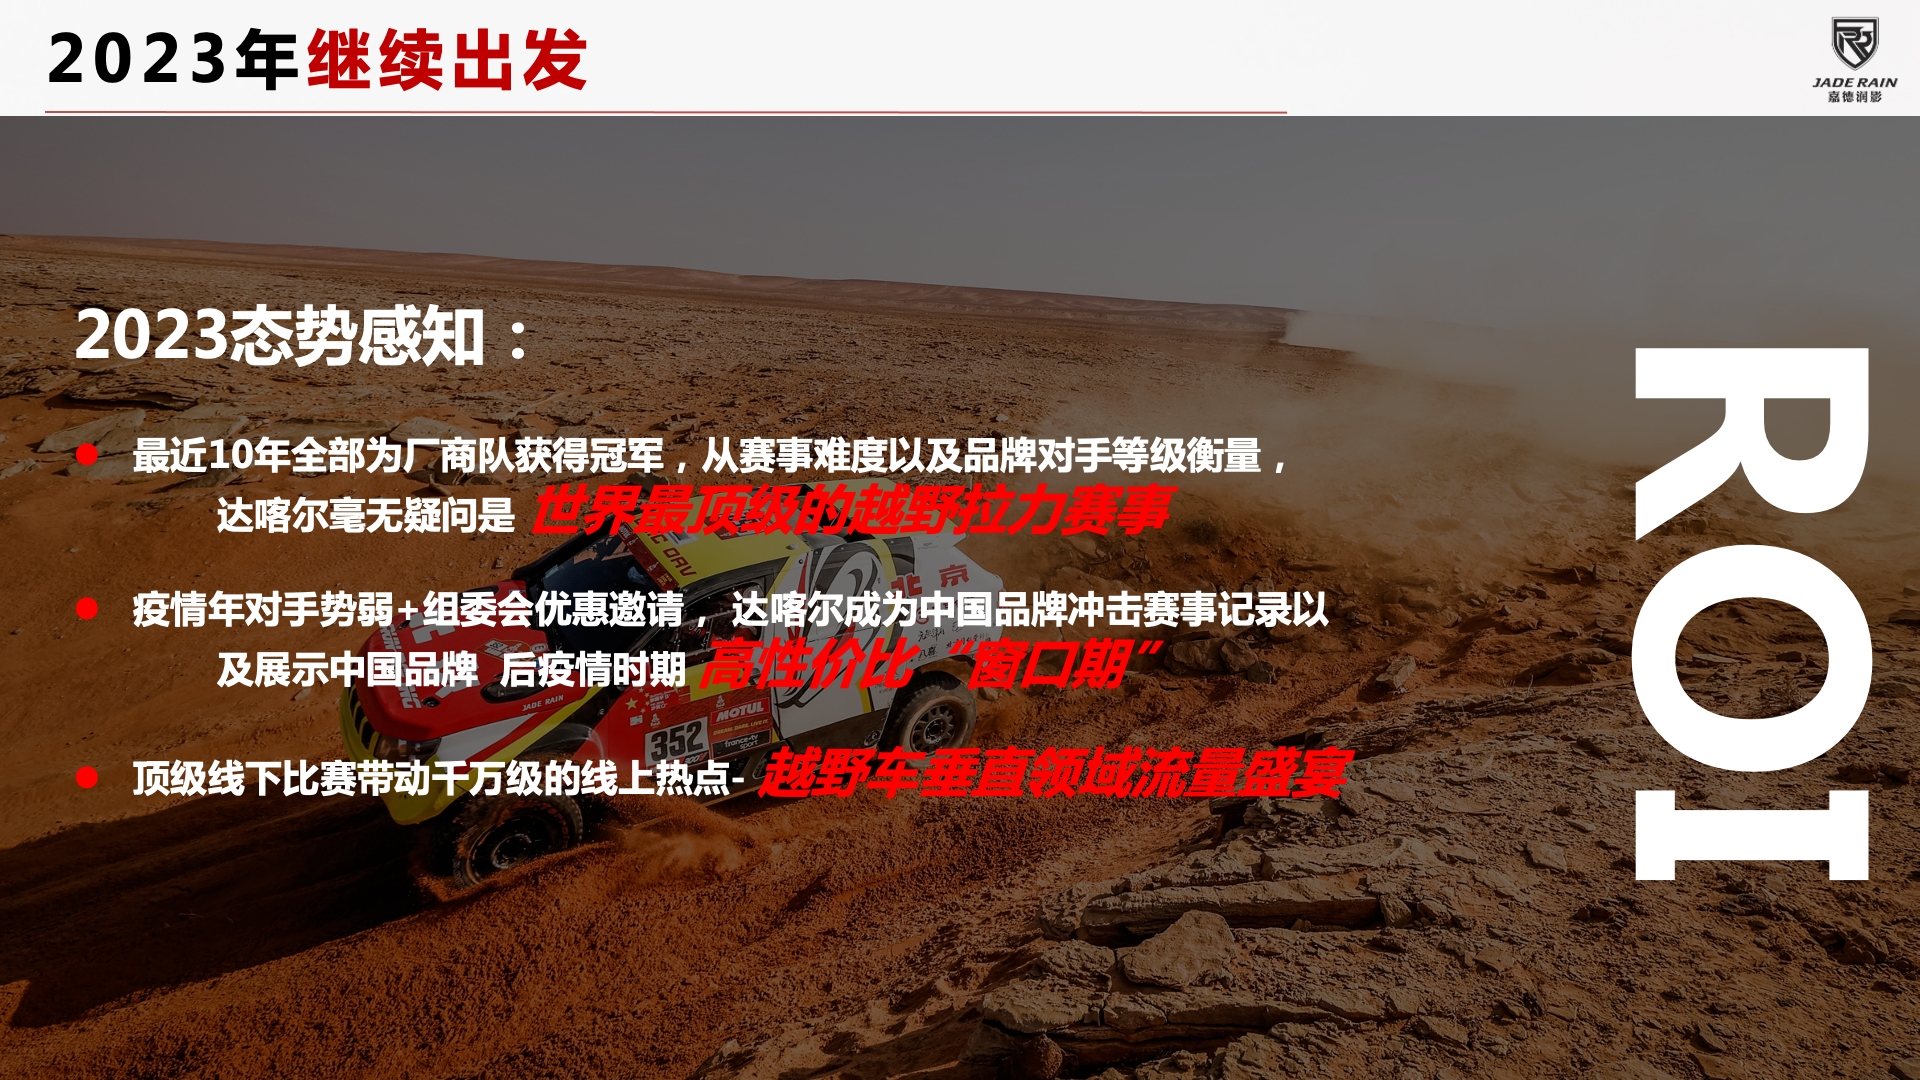 2023年继续出发
JADE RAIN
嘉德润影
2023态势感知：
最近10年全部为厂商队获得冠军，从赛事难度以及品牌对手等级衡量，
达喀尔毫无疑问是 世界最顶级的越野拉力赛事
疫情年对手势弱+组委会优惠邀请， 达喀尔成为中国品牌冲击赛事记录以
及展示中国品牌 后疫情时期 高性价比“窗口期”
顶级线下比赛带动千万级的线上热点- 越野车垂直领域流量盛宴
ROI
北京
JADE RAIN
MOTUL
352
france•tv
sport